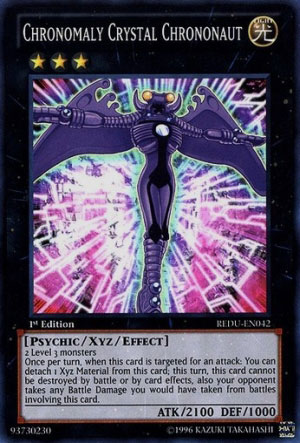 CHRONOMALY CRYSTAL CHRONONAUT
光
1st Edition
REDU-EN042
[PSYCHIC/XYZ/EFFECT]
2 Level 3 monsters
Once per turn, when this card is targeted for an attack: You can
detach 1 Xyz Material from this card; this turn, this card cannot
be destroyed by battle or by card effects, also your opponent
takes any Battle Damage you would have taken from battles
involving this card.
ATK/2100 DEF/1000
93730230
©1996 KAZUKI TAKAHASHI